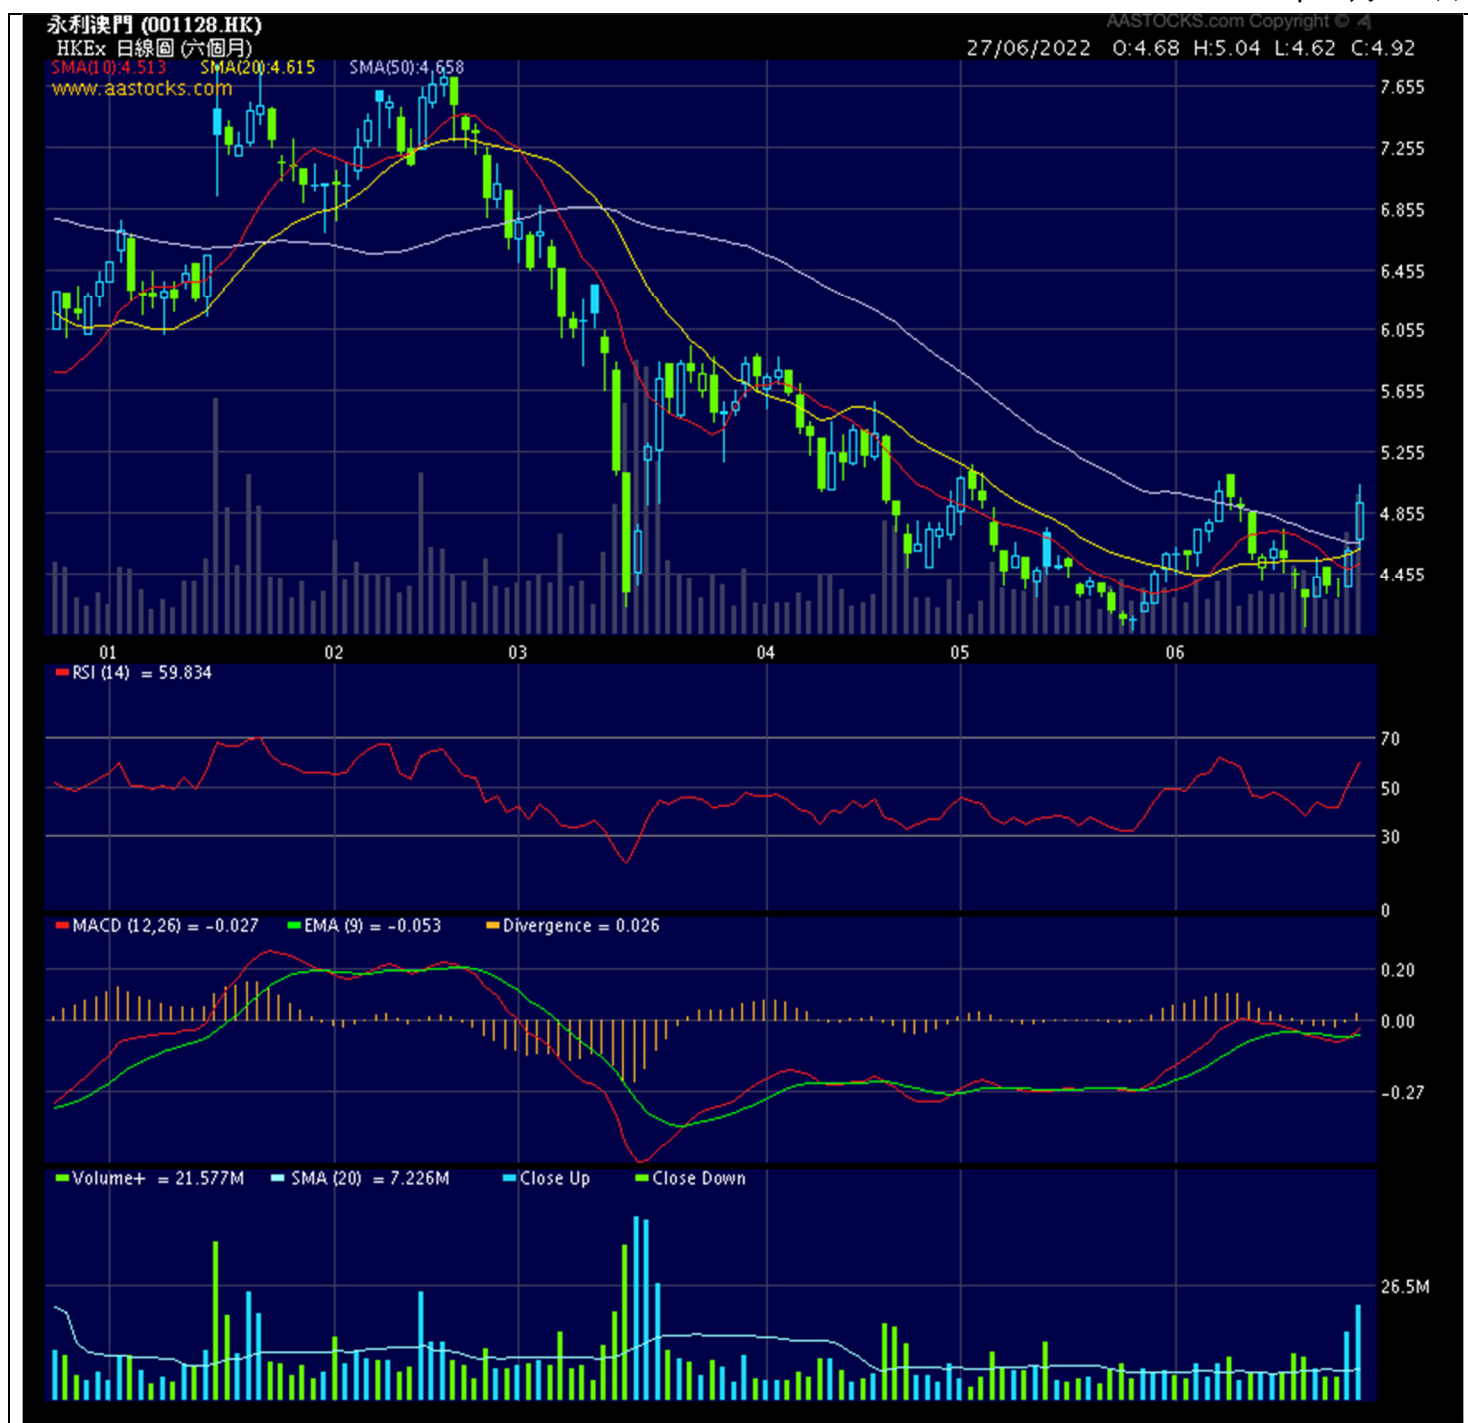 永利澳門 (001128.HK)
AASTOCKS.com Copyright ©
HKEx 日線圖 (六個月)
27/06/2022 O:4.68 H:5.04 L:4.62 C:4.92
SMA(10):4.513 SMA(20):4.615 SMA(50):4.658
www.aastocks.com
7.655
7.255
6.855
6.455
6.055
5.655
5.255
4.855
4.455
01 02 03 04 05 06
RSI (14) = 59.834
70
50
30
0
MACD (12,26) = -0.027 EMA (9) = -0.053 Divergence = 0.026
0.20
0.00
-0.27
Volume+ = 21.577M SMA (20) = 7.226M Close Up Close Down
26.5M